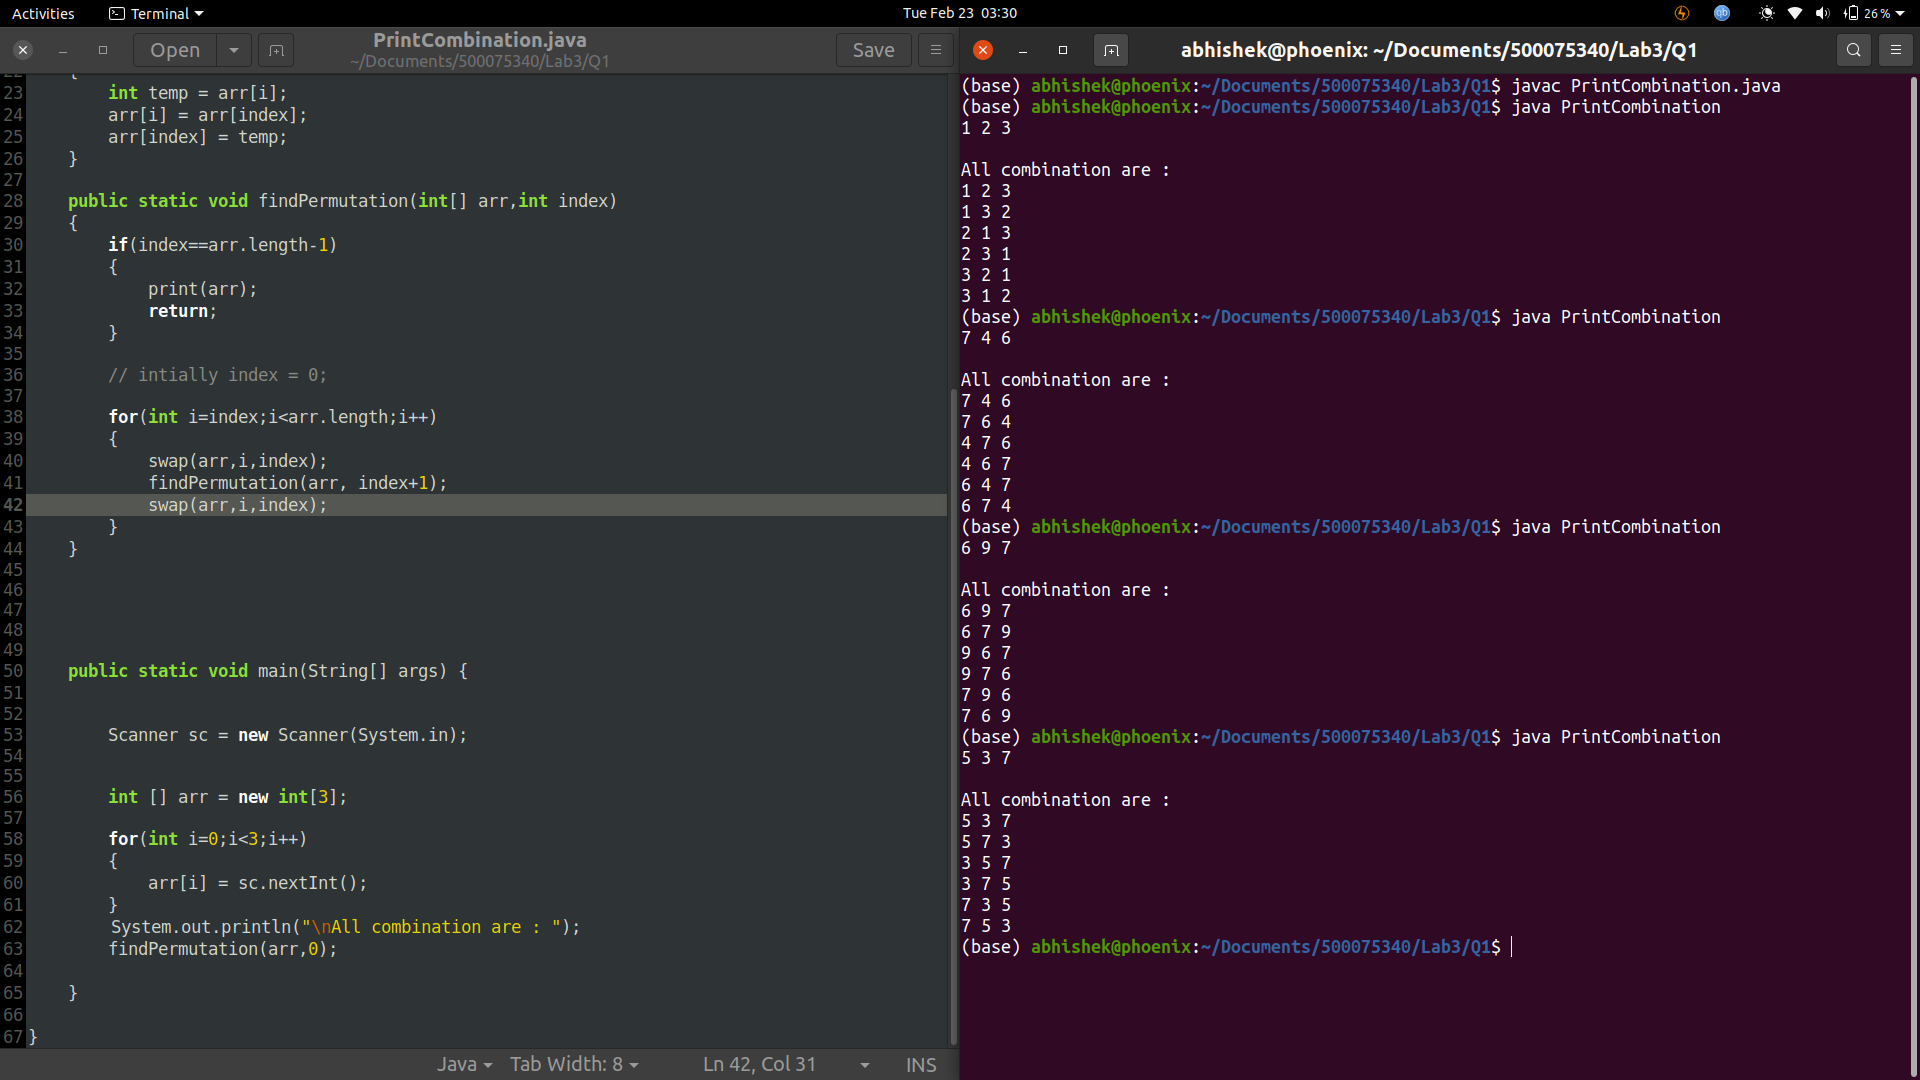 Activities Terminal Tue Feb 23 03:30 26 %
Open PrintCombination.java Save
~/Documents/500075340/Lab3/Q1
22 {
23 int temp = arr[i];
24 arr[i] = arr[index];
25 arr[index] = temp;
26 }
27
28 public static void findPermutation(int[] arr,int index)
29 {
30 if(index==arr.length-1)
31 {
32 print(arr);
33 return;
34 }
35
36 // intially index = 0;
37
38 for(int i=index;i<arr.length;i++)
39 {
40 swap(arr,i,index);
41 findPermutation(arr, index+1);
42 swap(arr,i,index);
43 }
44 }
45
46
47
48
49
50 public static void main(String[] args) {
51
52
53 Scanner sc = new Scanner(System.in);
54
55
56 int [] arr = new int[3];
57
58 for(int i=0;i<3;i++)
59 {
60 arr[i] = sc.nextInt();
61 }
62 System.out.println("\nAll combination are : ");
63 findPermutation(arr,0);
64
65 }
66
67 }
Java Tab Width: 8 Ln 42, Col 31 INS
abhishek@phoenix: ~/Documents/500075340/Lab3/Q1
(base) abhishek@phoenix:~/Documents/500075340/Lab3/Q1$ javac PrintCombination.java
(base) abhishek@phoenix:~/Documents/500075340/Lab3/Q1$ java PrintCombination
1 2 3

All combination are :
1 2 3
1 3 2
2 1 3
2 3 1
3 2 1
3 1 2
(base) abhishek@phoenix:~/Documents/500075340/Lab3/Q1$ java PrintCombination
7 4 6

All combination are :
7 4 6
7 6 4
4 7 6
4 6 7
6 4 7
6 7 4
(base) abhishek@phoenix:~/Documents/500075340/Lab3/Q1$ java PrintCombination
6 9 7

All combination are :
6 9 7
6 7 9
9 6 7
9 7 6
7 9 6
7 6 9
(base) abhishek@phoenix:~/Documents/500075340/Lab3/Q1$ java PrintCombination
5 3 7

All combination are :
5 3 7
5 7 3
3 5 7
3 7 5
7 3 5
7 5 3
(base) abhishek@phoenix:~/Documents/500075340/Lab3/Q1$